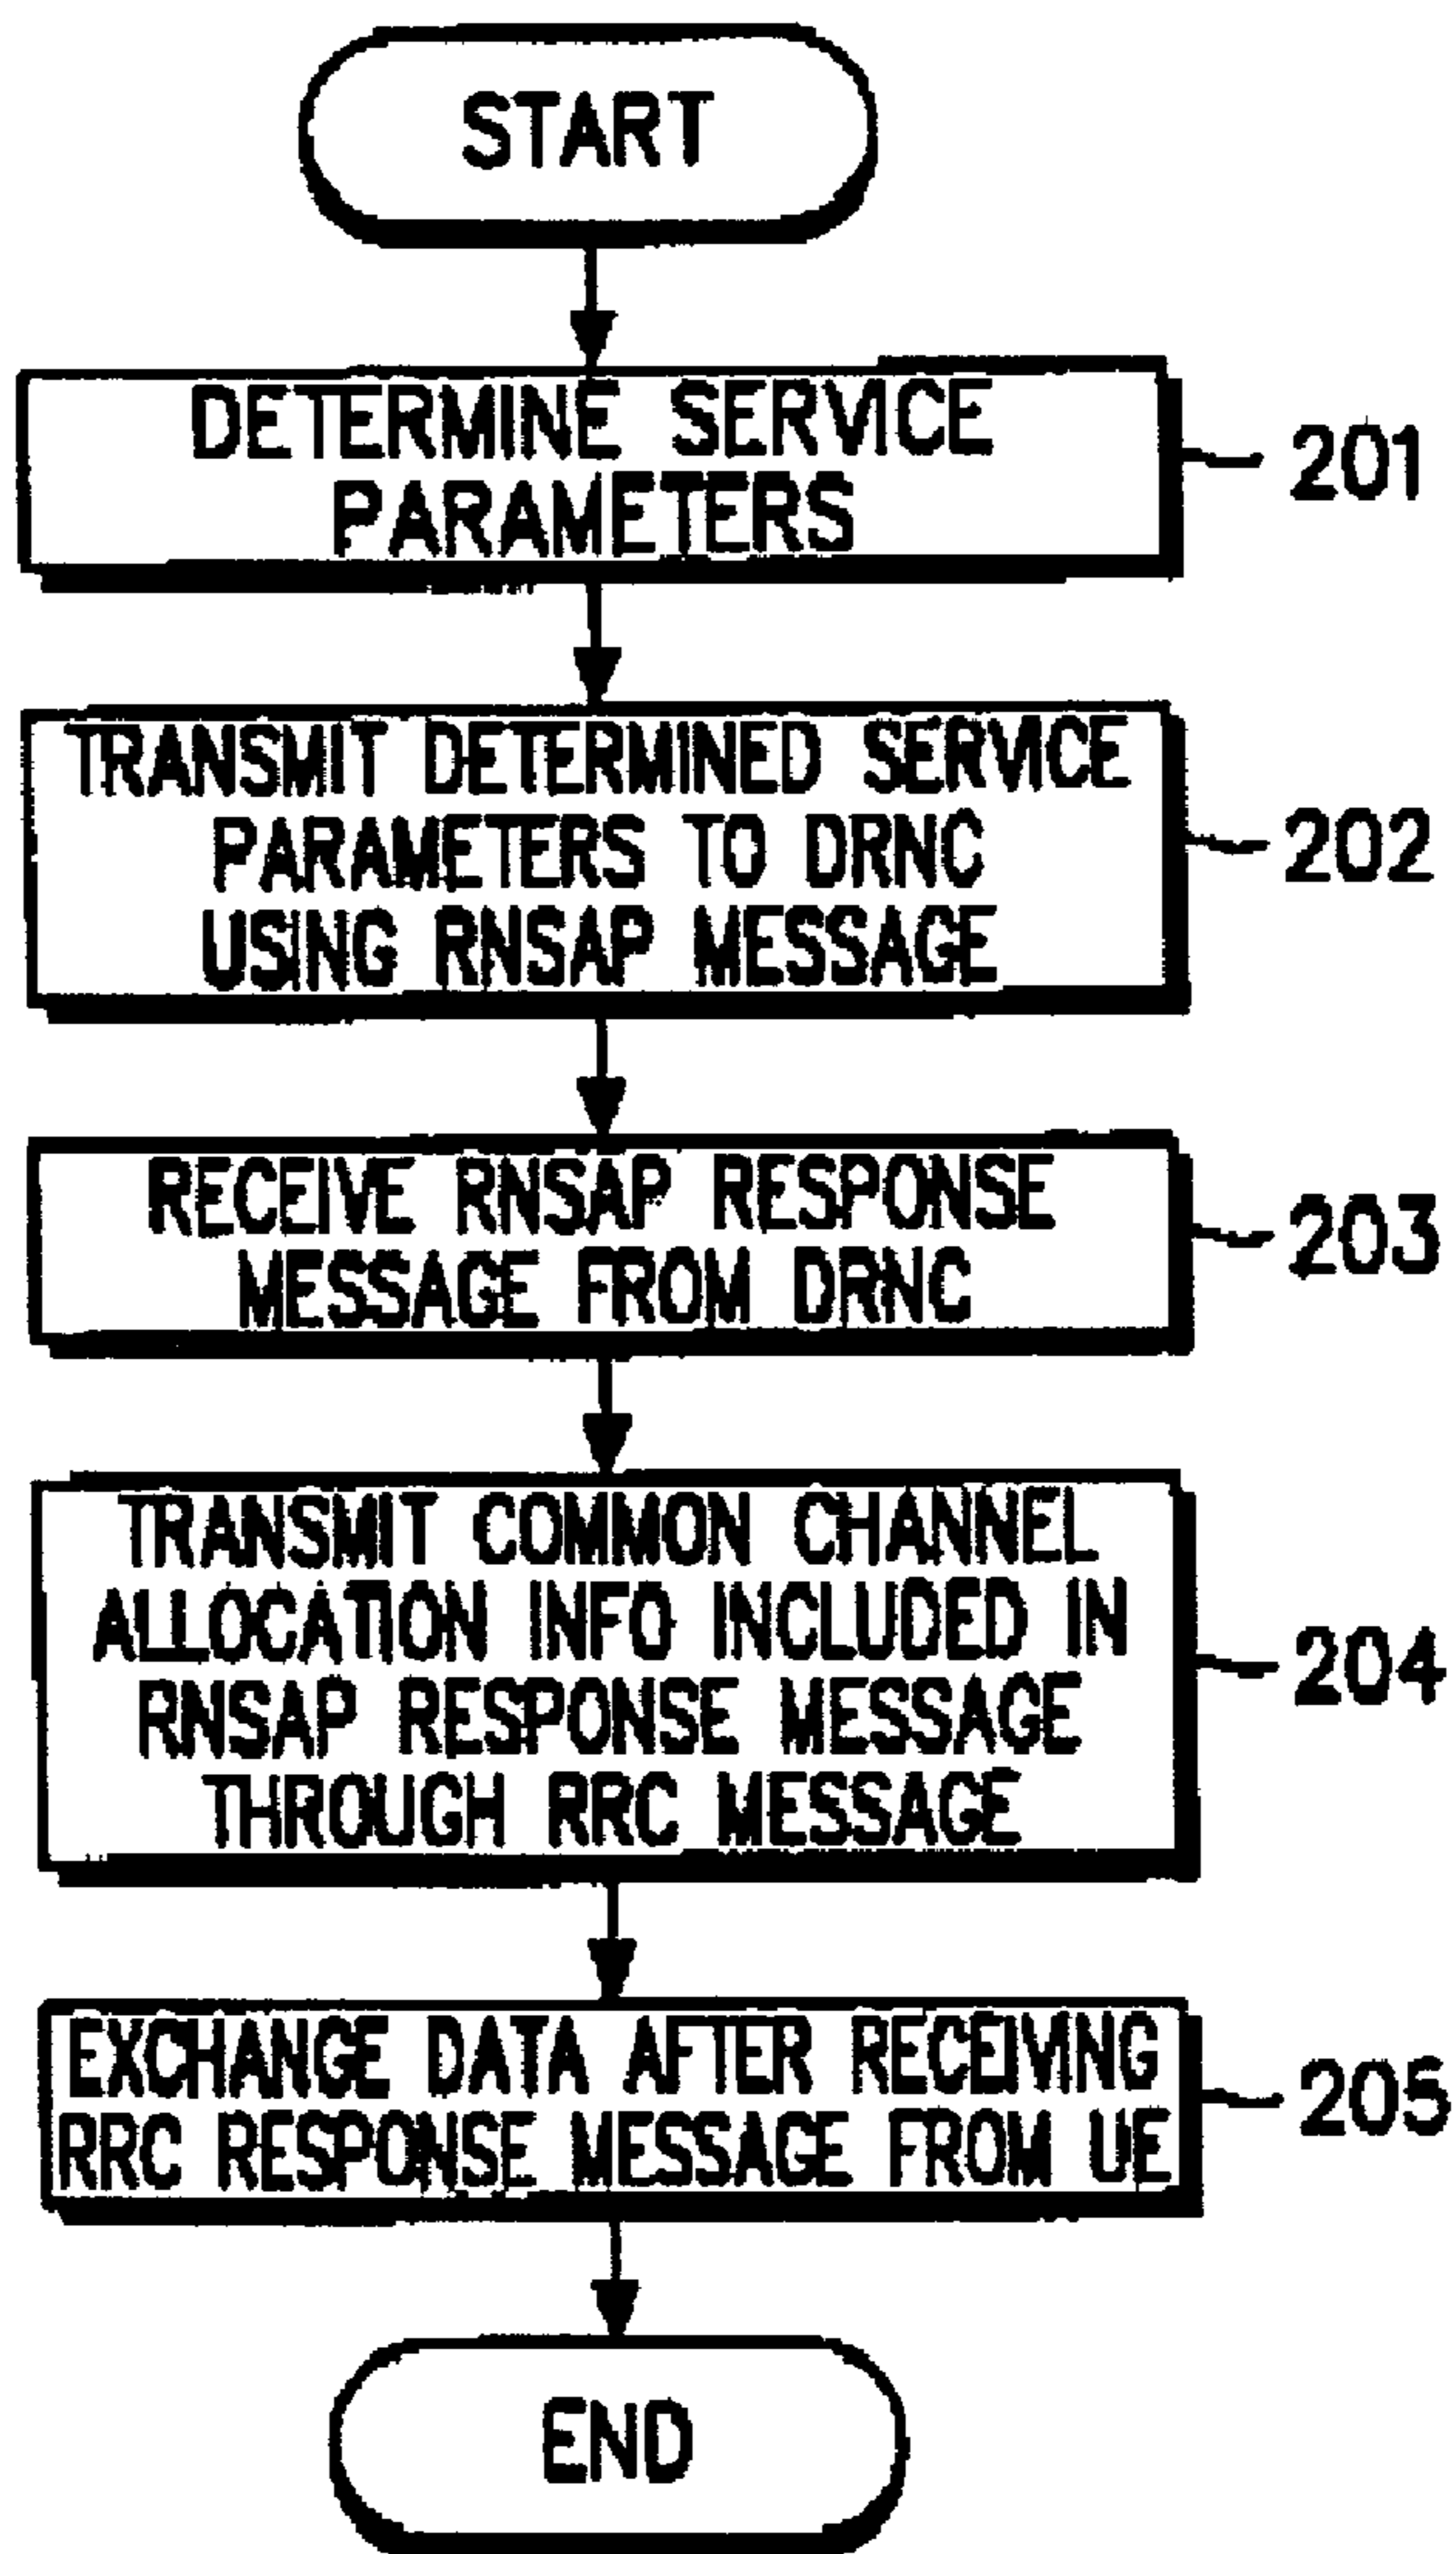 START
DETERMINE SERVICE
PARAMETERS
201
TRANSMIT DETERMINED SERVICE
PARAMETERS TO DRNC
USING RNSAP MESSAGE
202
RECEIVE RNSAP RESPONSE
MESSAGE FROM DRNC
203
TRANSMIT COMMON CHANNEL
ALLOCATION INFO INCLUDED IN
RNSAP RESPONSE MESSAGE
THROUGH RRC MESSAGE
204
EXCHANGE DATA AFTER RECEIVING
RRC RESPONSE MESSAGE FROM UE
205
END